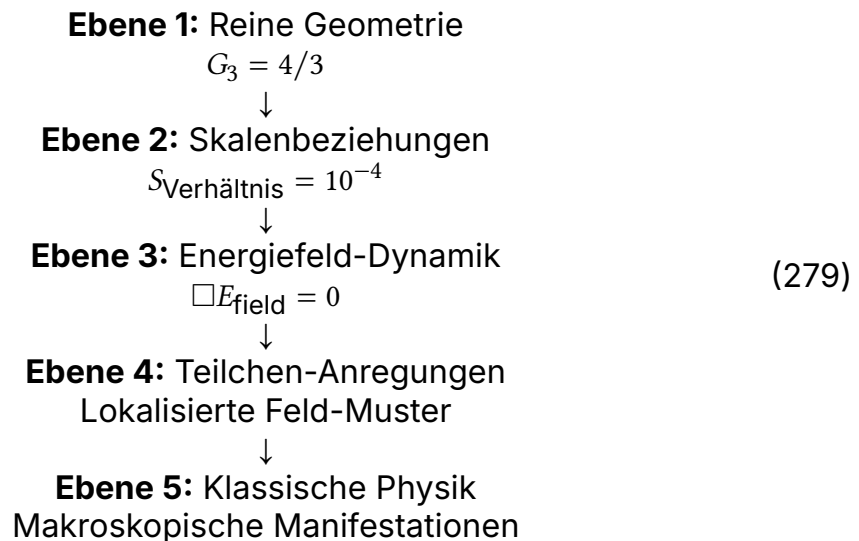 Ebene 1: Reine Geometrie
G₃ = 4/3
↓
Ebene 2: Skalenbeziehungen
S_Verhältnis = 10⁻⁴
↓
Ebene 3: Energiefeld-Dynamik
□E_field = 0
(279)
↓
Ebene 4: Teilchen-Anregungen
Lokalisierte Feld-Muster
↓
Ebene 5: Klassische Physik
Makroskopische Manifestationen